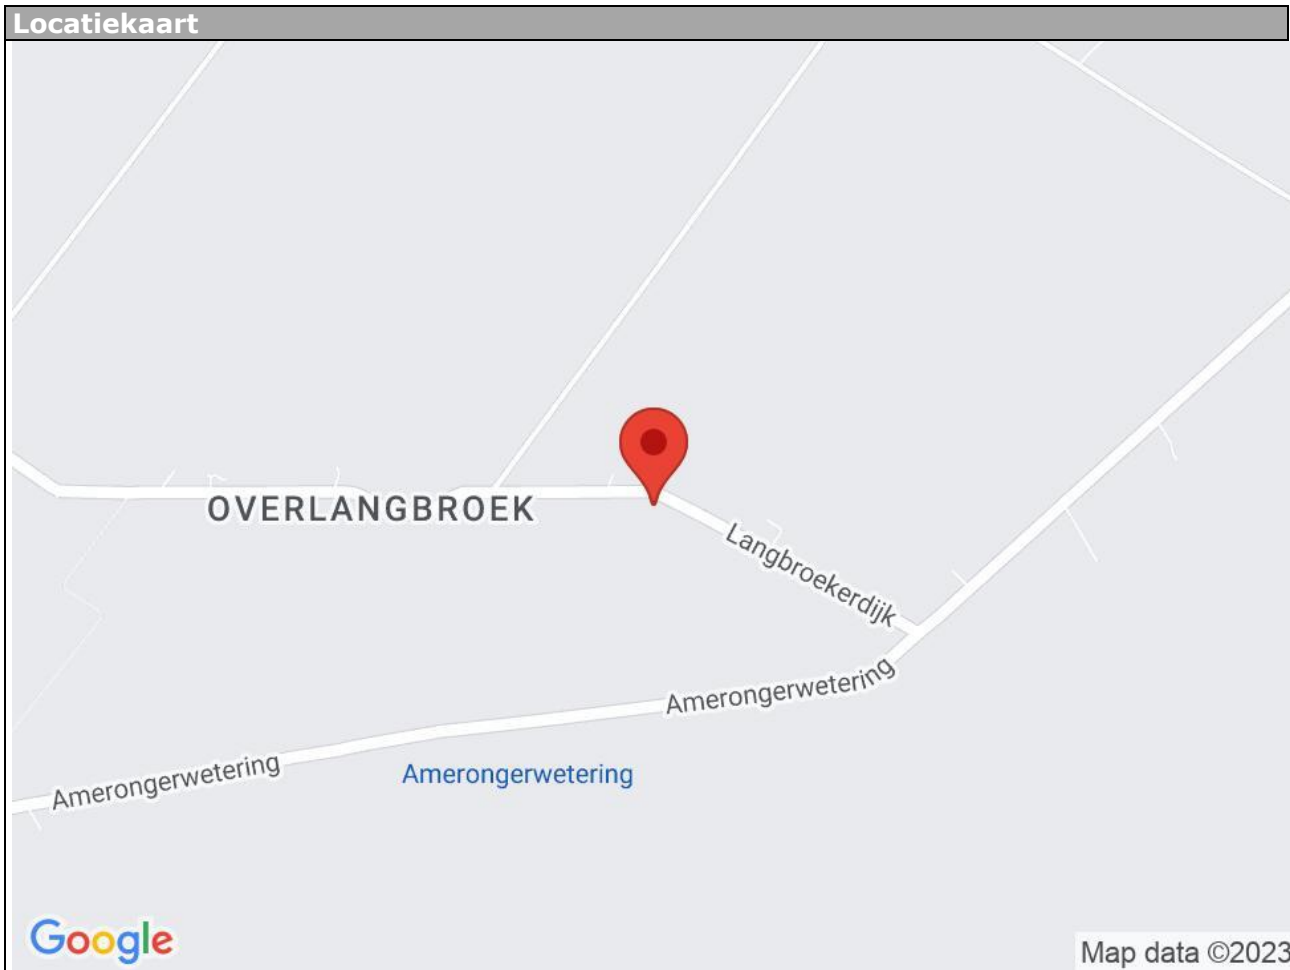 Locatiekaart
OVERLANGBROEK
Langbroekerdijk
Amerongerwetering
Amerongerwetering
Amerongerwetering
Google
Map data ©2023